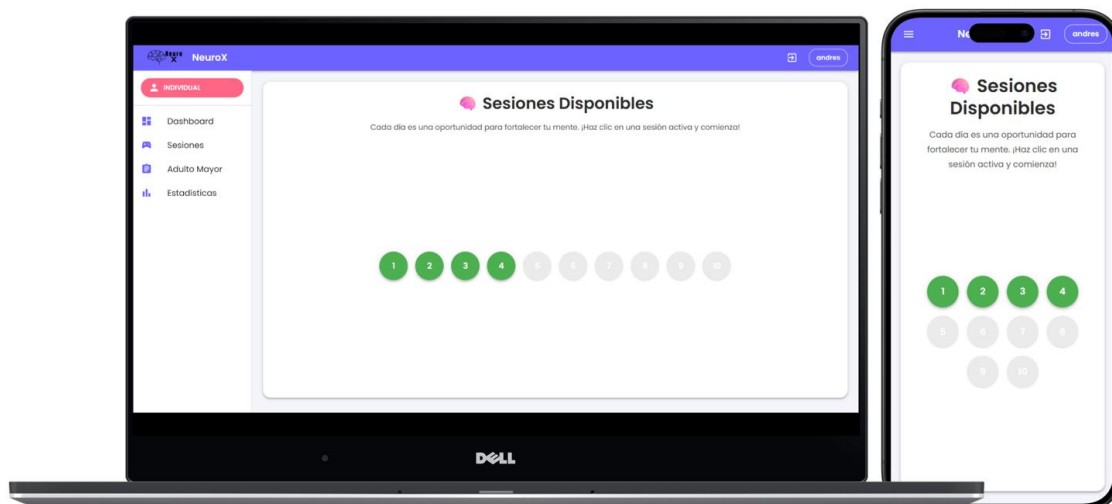 Neuro
X
NeuroX
andres
INDIVIDUAL
Dashboard
Sesiones
Adulto Mayor
Estadisticas
Sesiones Disponibles
Cada día es una oportunidad para fortalecer tu mente. ¡Haz clic en una sesión activa y comienza!
1 2 3 4 5 6 7 8 9 10
DELL
Ne
andres
Sesiones
Disponibles
Cada día es una oportunidad para
fortalecer tu mente. ¡Haz clic en una
sesión activa y comienza!
1 2 3 4
5 6 7 8
9 10